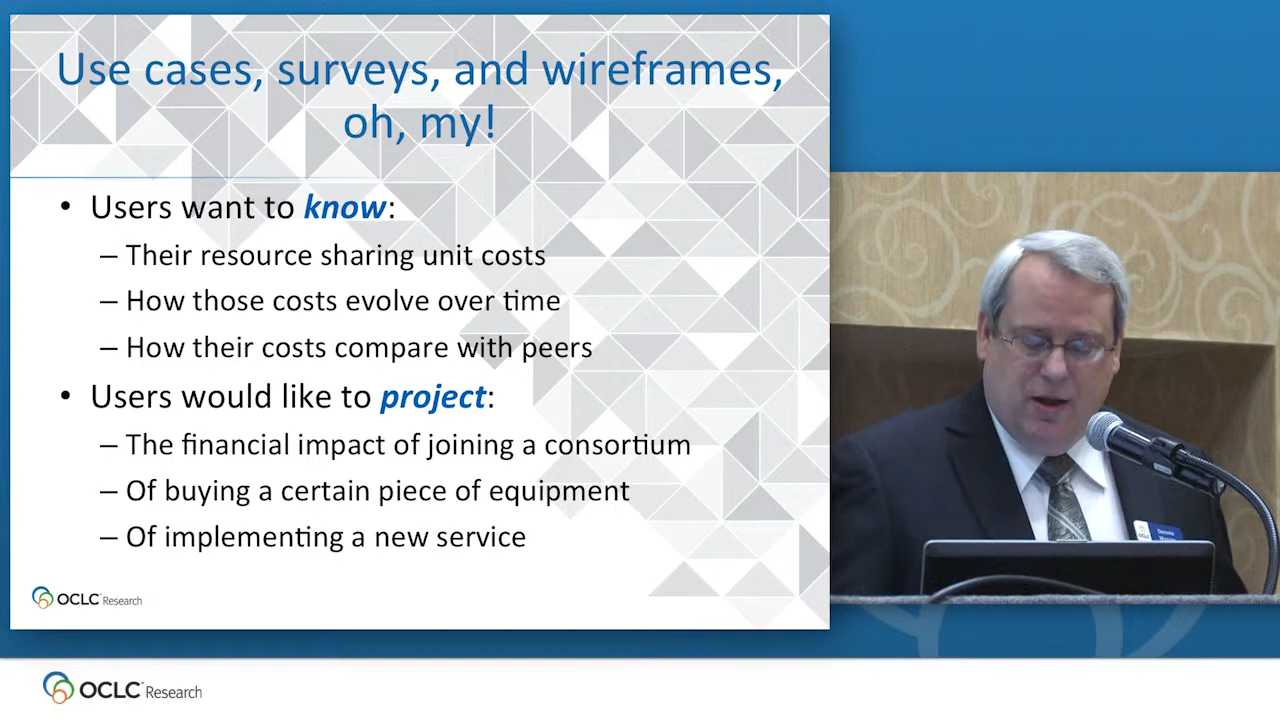 Use cases, surveys, and wireframes,
oh, my!
• Users want to know:
– Their resource sharing unit costs
– How those costs evolve over time
– How their costs compare with peers
• Users would like to project:
– The financial impact of joining a consortium
– Of buying a certain piece of equipment
– Of implementing a new service
OCLC Research
OCLC
Dennis
OCLC Research